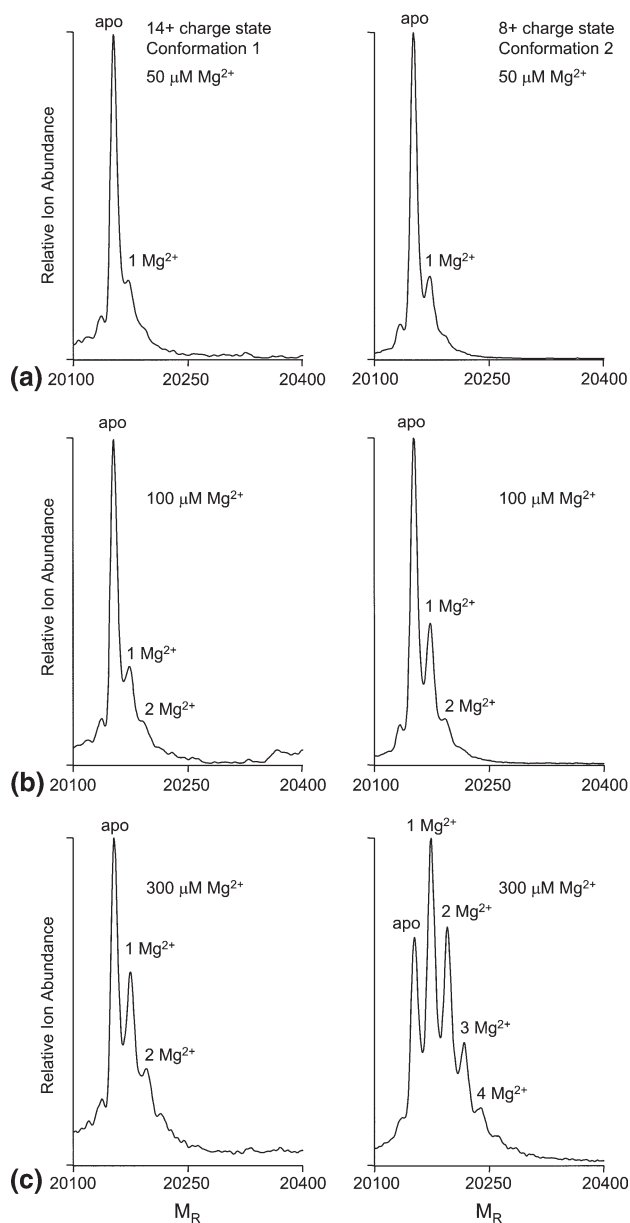 apo
14+ charge state
Conformation 1
50 μM Mg2+
1 Mg2+
Relative Ion Abundance
20100 20250 20400
apo
8+ charge state
Conformation 2
50 μM Mg2+
1 Mg2+
20100 20250 20400
(a)
apo
100 μM Mg2+
1 Mg2+
2 Mg2+
Relative Ion Abundance
20100 20250 20400
apo
100 μM Mg2+
1 Mg2+
2 Mg2+
20100 20250 20400
(b)
apo
300 μM Mg2+
1 Mg2+
2 Mg2+
Relative Ion Abundance
20100 20250 20400
MR
1 Mg2+
300 μM Mg2+
2 Mg2+
apo
3 Mg2+
4 Mg2+
20100 20250 20400
MR
(c)